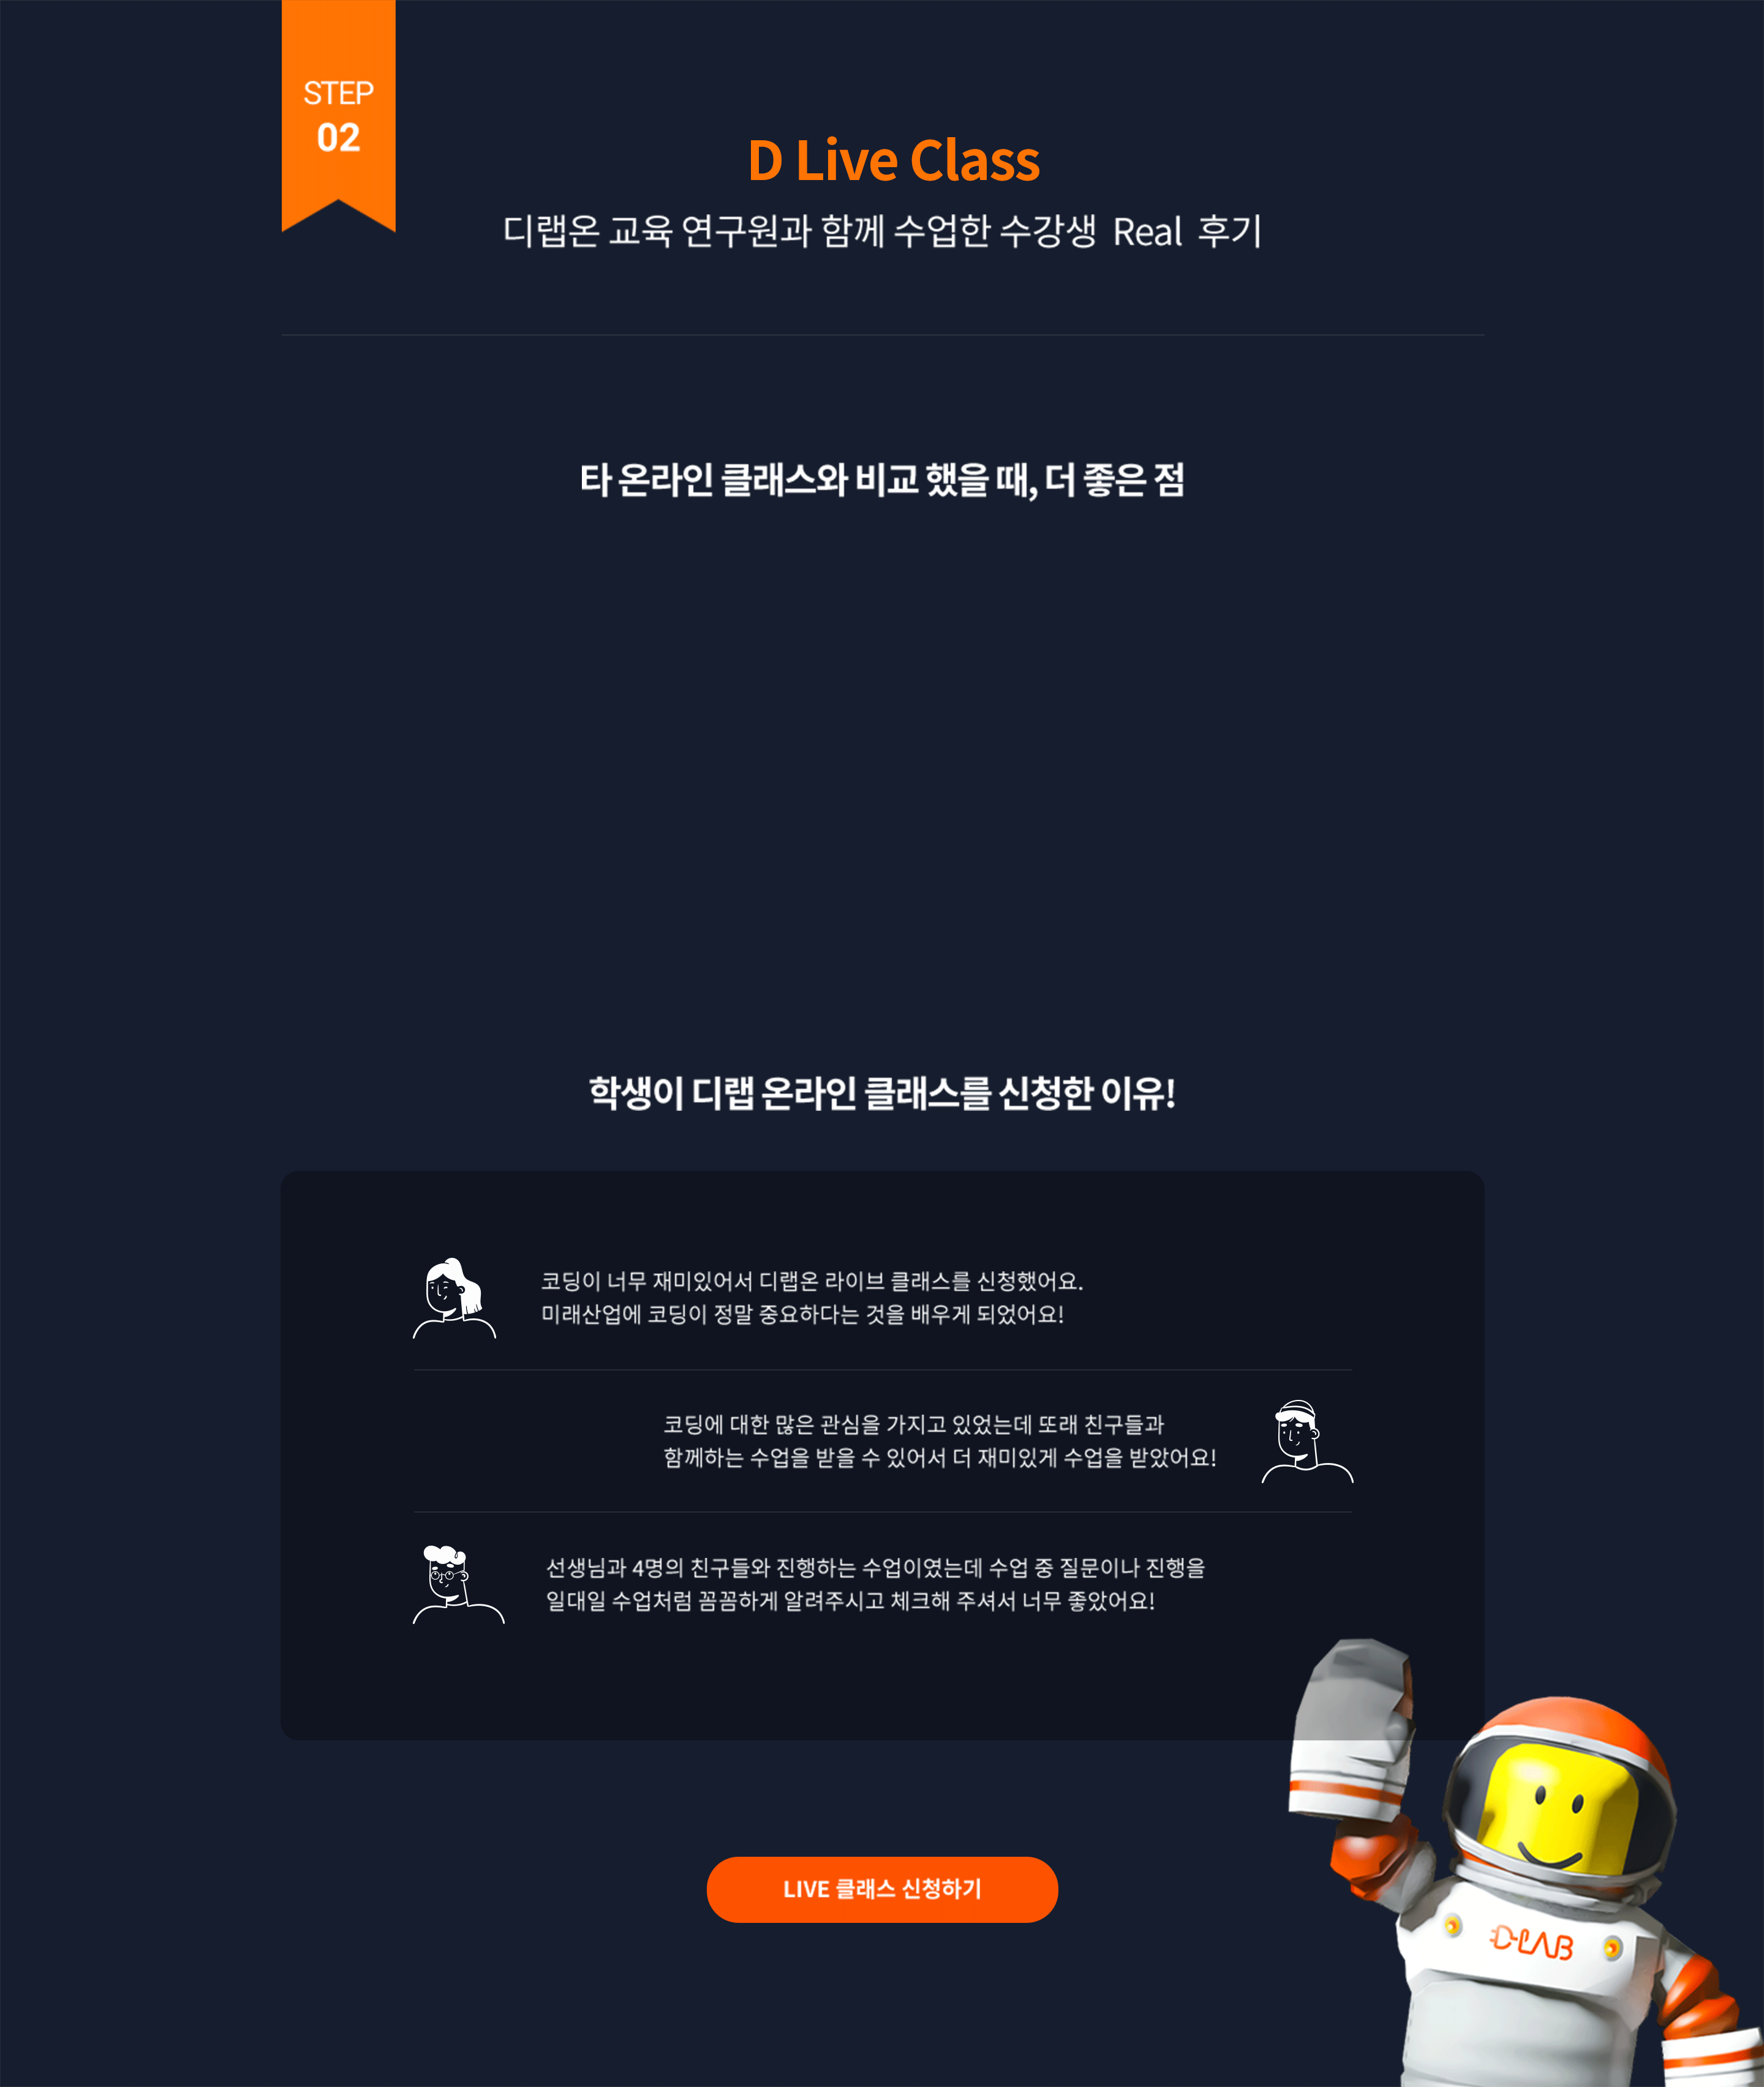 STEP
02
D Live Class
디랩온 교육 연구원과 함께 수업한 수강생 Real 후기
타 온라인 클래스와 비교 했을 때, 더 좋은 점
학생이 디랩 온라인 클래스를 신청한 이유!
코딩이 너무 재미있어서 디랩온 라이브 클래스를 신청했어요.
미래산업에 코딩이 정말 중요하다는 것을 배우게 되었어요!
코딩에 대한 많은 관심을 가지고 있었는데 또래 친구들과
함께하는 수업을 받을 수 있어서 더 재미있게 수업을 받았어요!
선생님과 4명의 친구들와 진행하는 수업이였는데 수업 중 질문이나 진행을
일대일 수업처럼 꼼꼼하게 알려주시고 체크해 주셔서 너무 좋았어요!
LIVE 클래스 신청하기
D-LAB